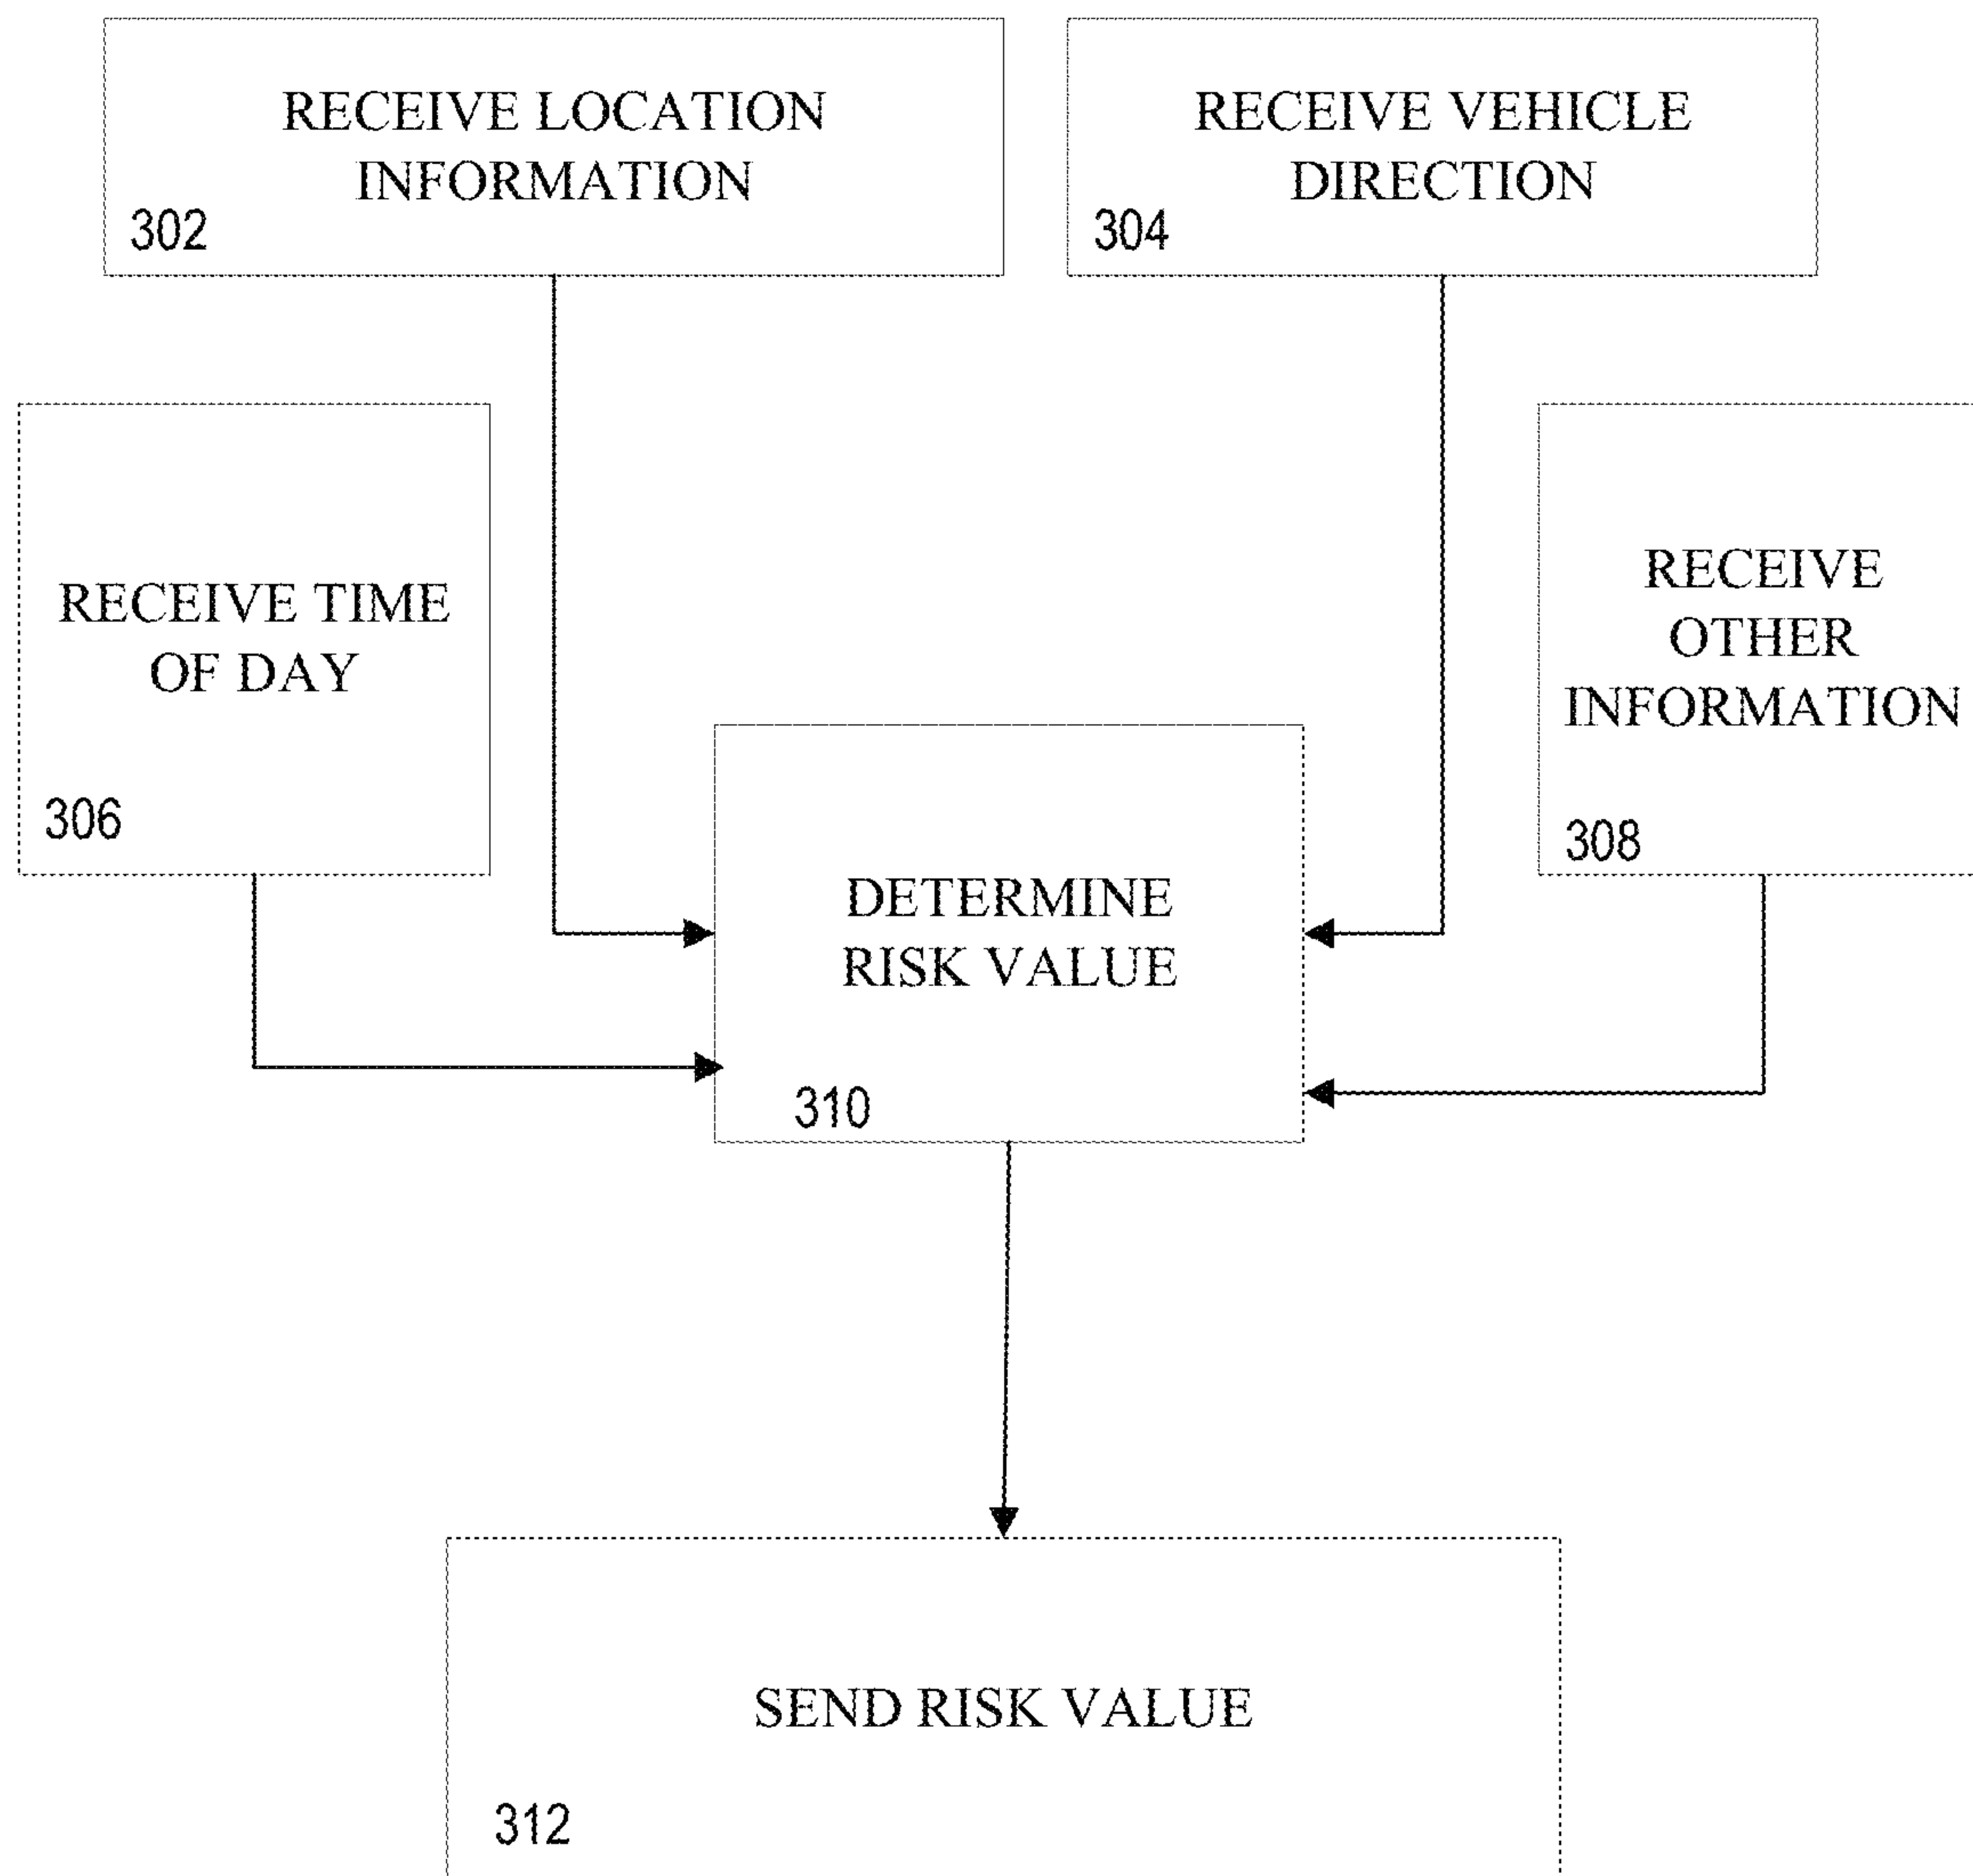 RECEIVE LOCATION
INFORMATION
302
RECEIVE VEHICLE
DIRECTION
304
RECEIVE TIME
OF DAY
306
RECEIVE
OTHER
INFORMATION
308
DETERMINE
RISK VALUE
310
SEND RISK VALUE
312